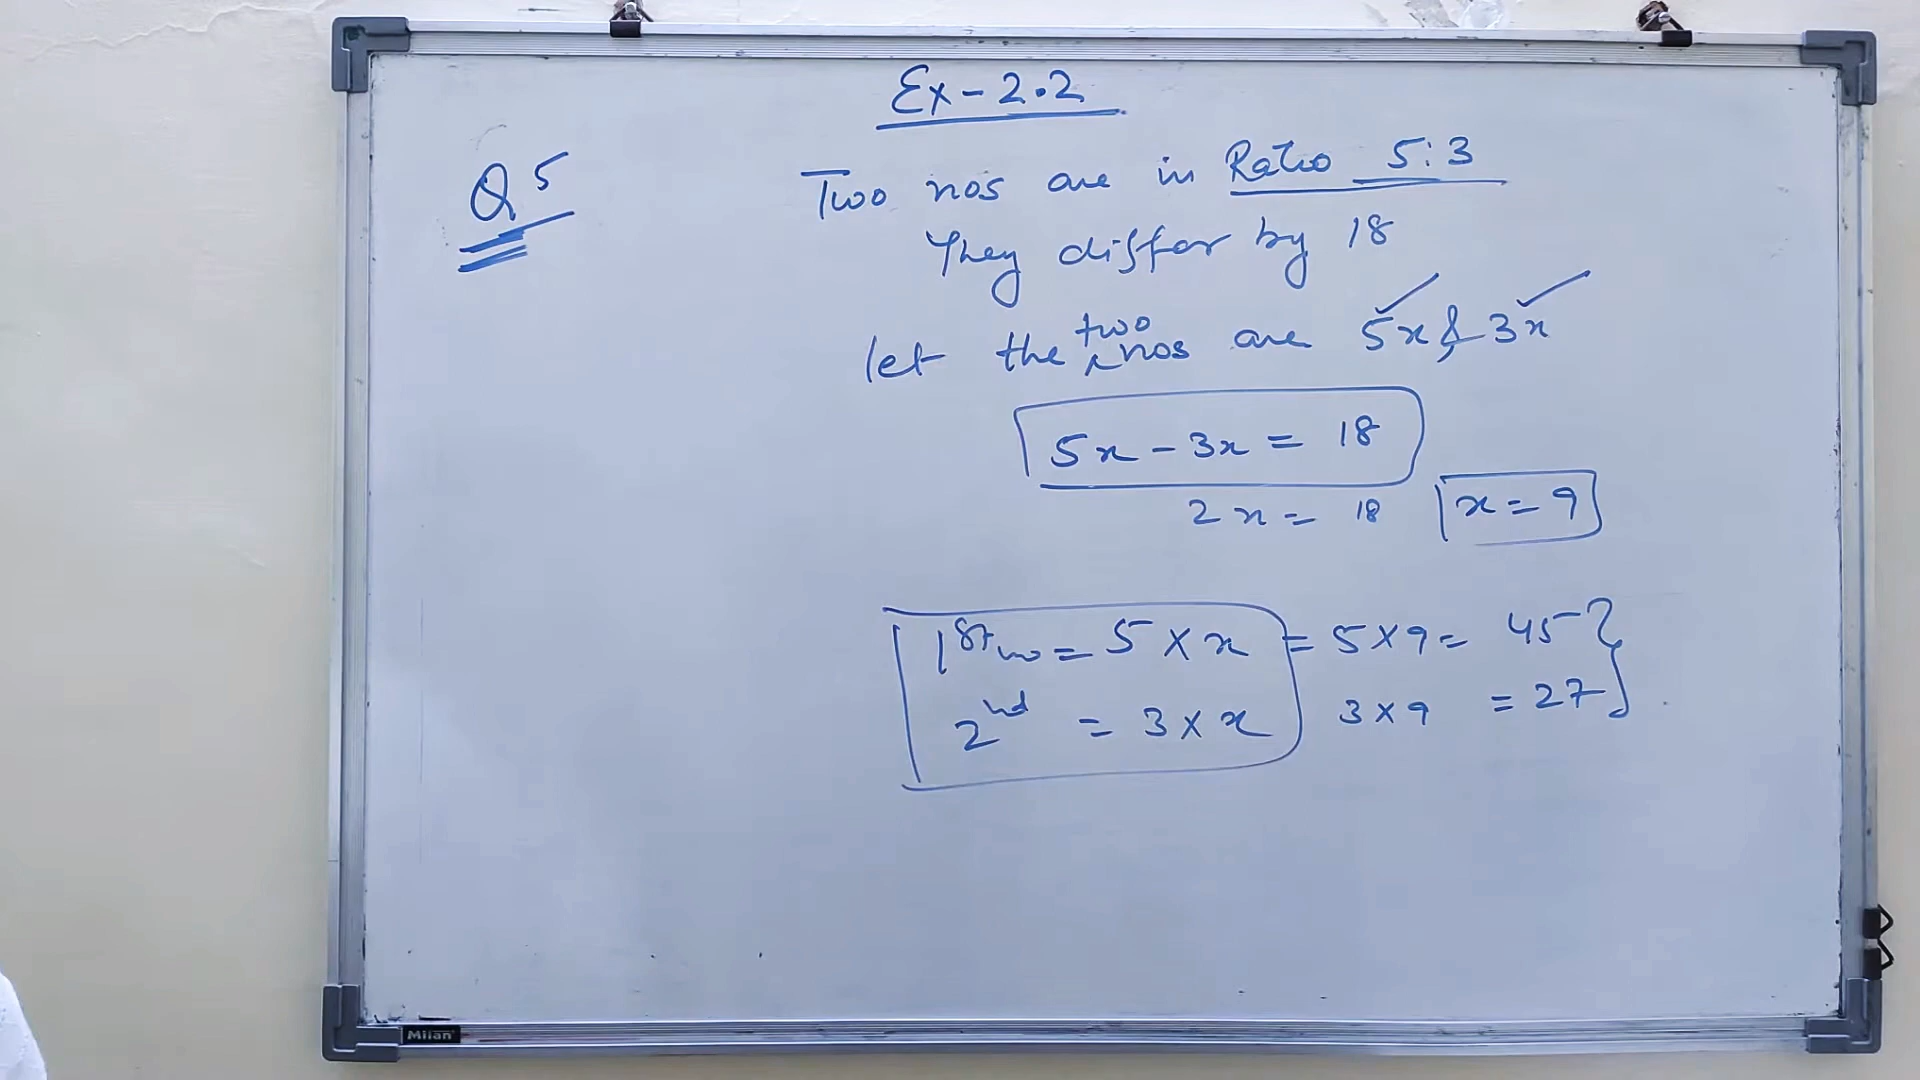 Ex - 2.2
Q5
Two nos are in Ratio 5:3
They differ by 18
let the two nos are 5x & 3x
5x - 3x = 18
2x = 18 x = 9
1st no = 5 × x = 5 × 9 = 45
2nd = 3 × x 3 × 9 = 27
Milan